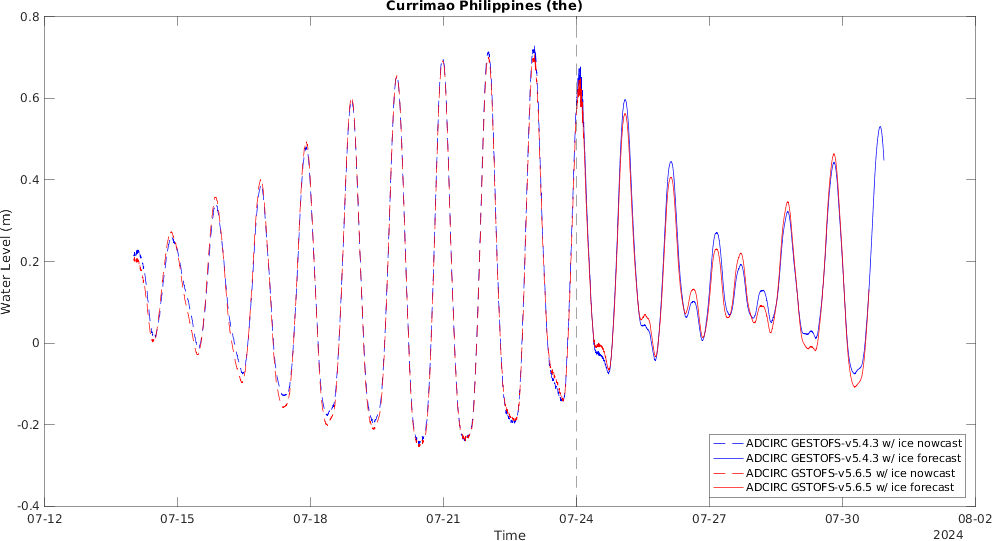 Currimao Philippines (the)
0.8
0.6
0.4
0.2
0
-0.2
-0.4
Water Level (m)
07-12 07-15 07-18 07-21 07-24 07-27 07-30 08-02
Time
2024
ADCIRC GESTOFS-v5.4.3 w/ ice nowcast
ADCIRC GESTOFS-v5.4.3 w/ ice forecast
ADCIRC GSTOFS-v5.6.5 w/ ice nowcast
ADCIRC GSTOFS-v5.6.5 w/ ice forecast